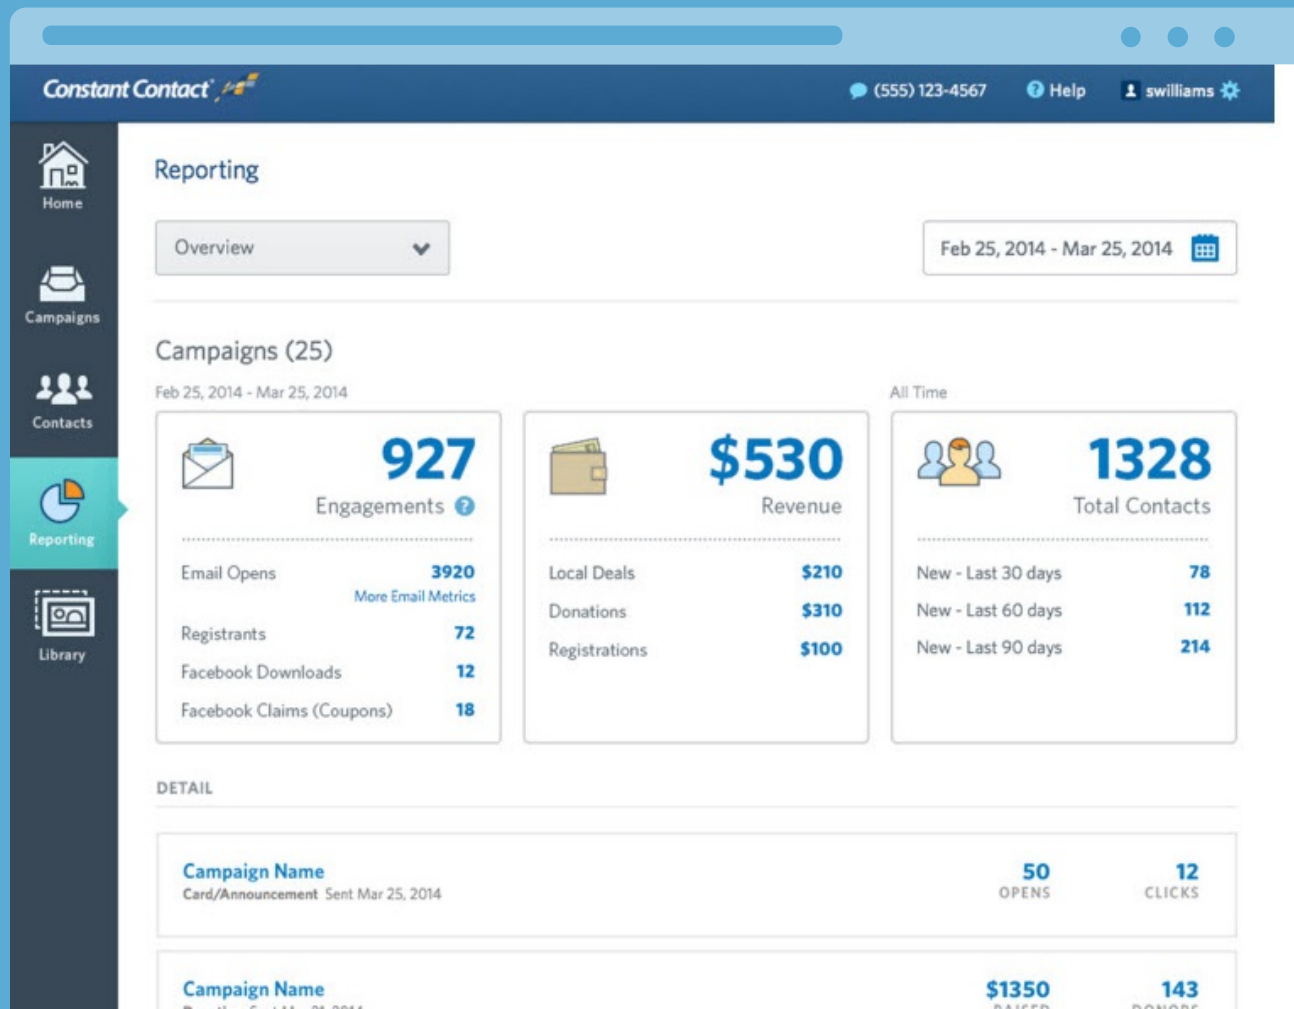 Constant Contact
(555) 123-4567 Help swilliams
Home
Campaigns
Contacts
Reporting
Library
Reporting
Overview
Feb 25, 2014 - Mar 25, 2014
Campaigns (25)
Feb 25, 2014 - Mar 25, 2014
927
Engagements ?
Email Opens 3920
More Email Metrics
Registrants 72
Facebook Downloads 12
Facebook Claims (Coupons) 18
$530
Revenue
Local Deals $210
Donations $310
Registrations $100
All Time
1328
Total Contacts
New - Last 30 days 78
New - Last 60 days 112
New - Last 90 days 214
DETAIL
Campaign Name
Card/Announcement Sent Mar 25, 2014
50
OPENS
12
CLICKS
Campaign Name
$1350
RAISED
143
DONORS